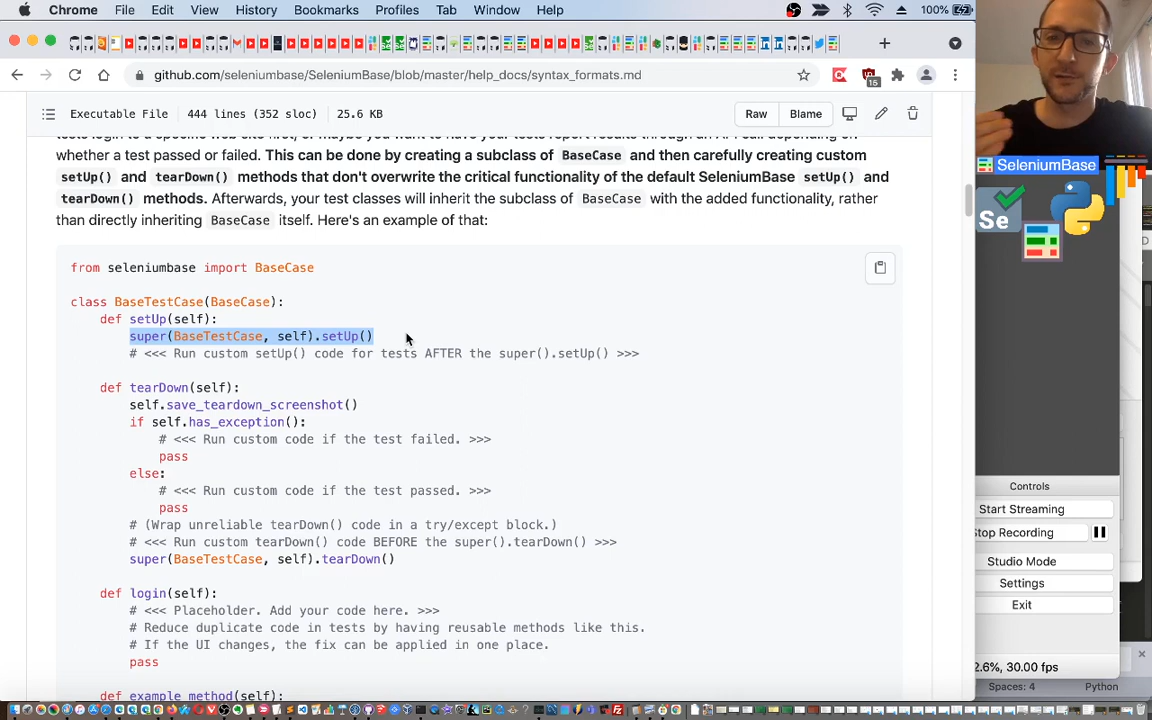 Chrome File Edit View History Bookmarks Profiles Tab Window Help 100%
github.com/seleniumbase/SeleniumBase/blob/master/help_docs/syntax_formats.md
15
Executable File 444 lines (352 sloc) 25.6 KB Raw Blame
whether a test passed or failed. This can be done by creating a subclass of BaseCase and then carefully creating custom
setUp() and tearDown() methods that don't overwrite the critical functionality of the default SeleniumBase setUp() and
tearDown() methods. Afterwards, your test classes will inherit the subclass of BaseCase with the added functionality, rather
than directly inheriting BaseCase itself. Here's an example of that:
from seleniumbase import BaseCase
class BaseTestCase(BaseCase):
def setUp(self):
super(BaseTestCase, self).setUp()
# <<< Run custom setUp() code for tests AFTER the super().setUp() >>>
def tearDown(self):
self.save_teardown_screenshot()
if self.has_exception():
# <<< Run custom code if the test failed. >>>
pass
else:
# <<< Run custom code if the test passed. >>>
pass
# (Wrap unreliable tearDown() code in a try/except block.)
# <<< Run custom tearDown() code BEFORE the super().tearDown() >>>
super(BaseTestCase, self).tearDown()
def login(self):
# <<< Placeholder. Add your code here. >>>
# Reduce duplicate code in tests by having reusable methods like this.
# If the UI changes, the fix can be applied in one place.
pass
def example_method(self):
SeleniumBase
Se
Controls
Start Streaming
Stop Recording
Studio Mode
Settings
Exit
2.6%, 30.00 fps
Spaces: 4 Python